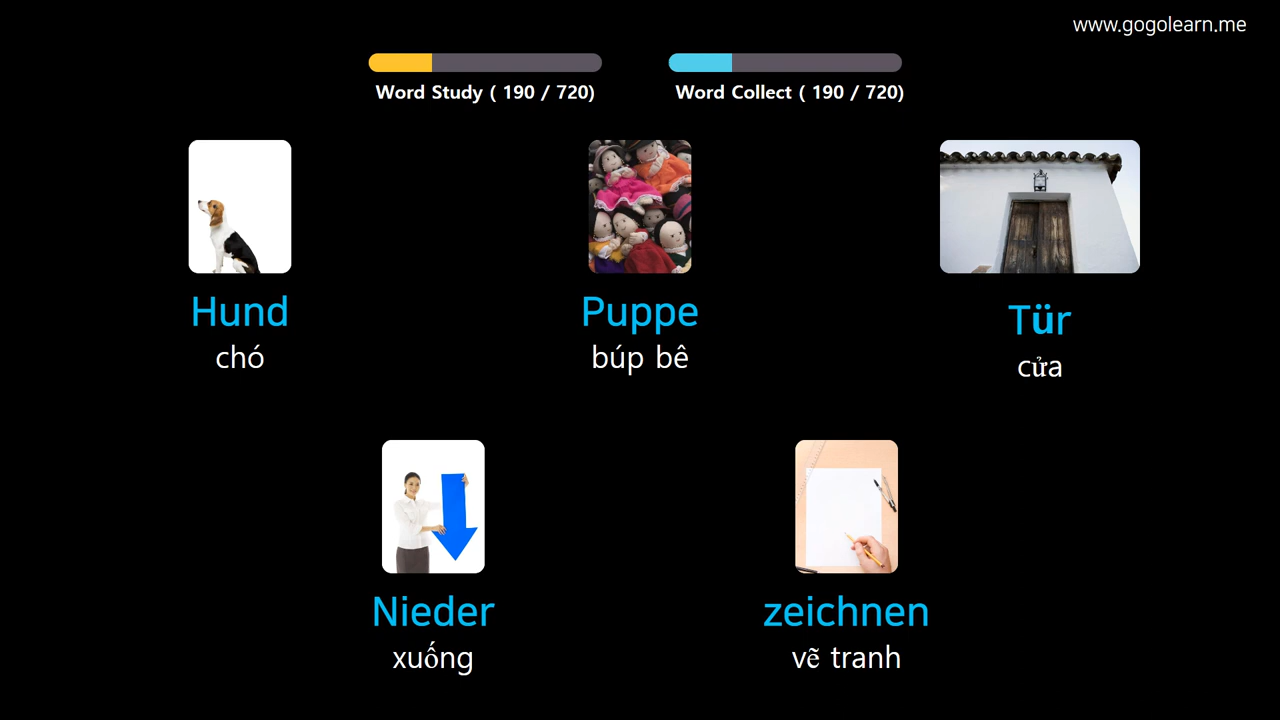 www.gogolearn.me
Word Study ( 190 / 720)
Word Collect ( 190 / 720)
Hund
chó
Puppe
búp bê
Tür
cửa
Nieder
xuống
zeichnen
vẽ tranh